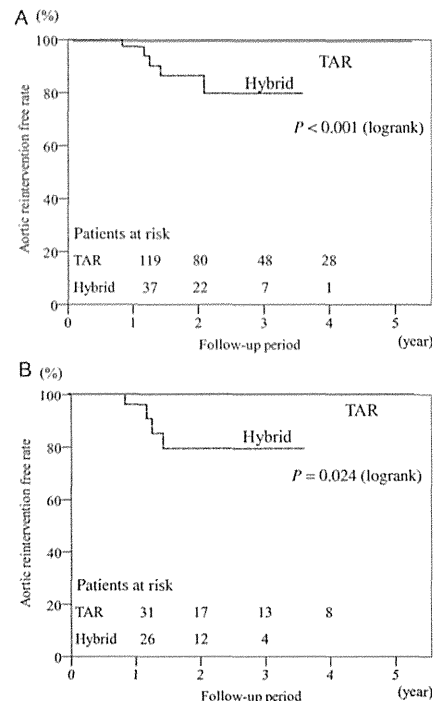 A (%)
100
80
60
40
20
0
Aortic reintervention free rate
TAR
Hybrid
P < 0.001 (logrank)
Patients at risk
TAR 119 80 48 28
Hybrid 37 22 7 1
0 1 2 3 4 5
Follow-up period (year)
B (%)
100
80
60
40
20
0
Aortic reintervention free rate
TAR
Hybrid
P = 0.024 (logrank)
Patients at risk
TAR 31 17 13 8
Hybrid 26 12 4
0 1 2 3 4 5
Follow-up period (year)